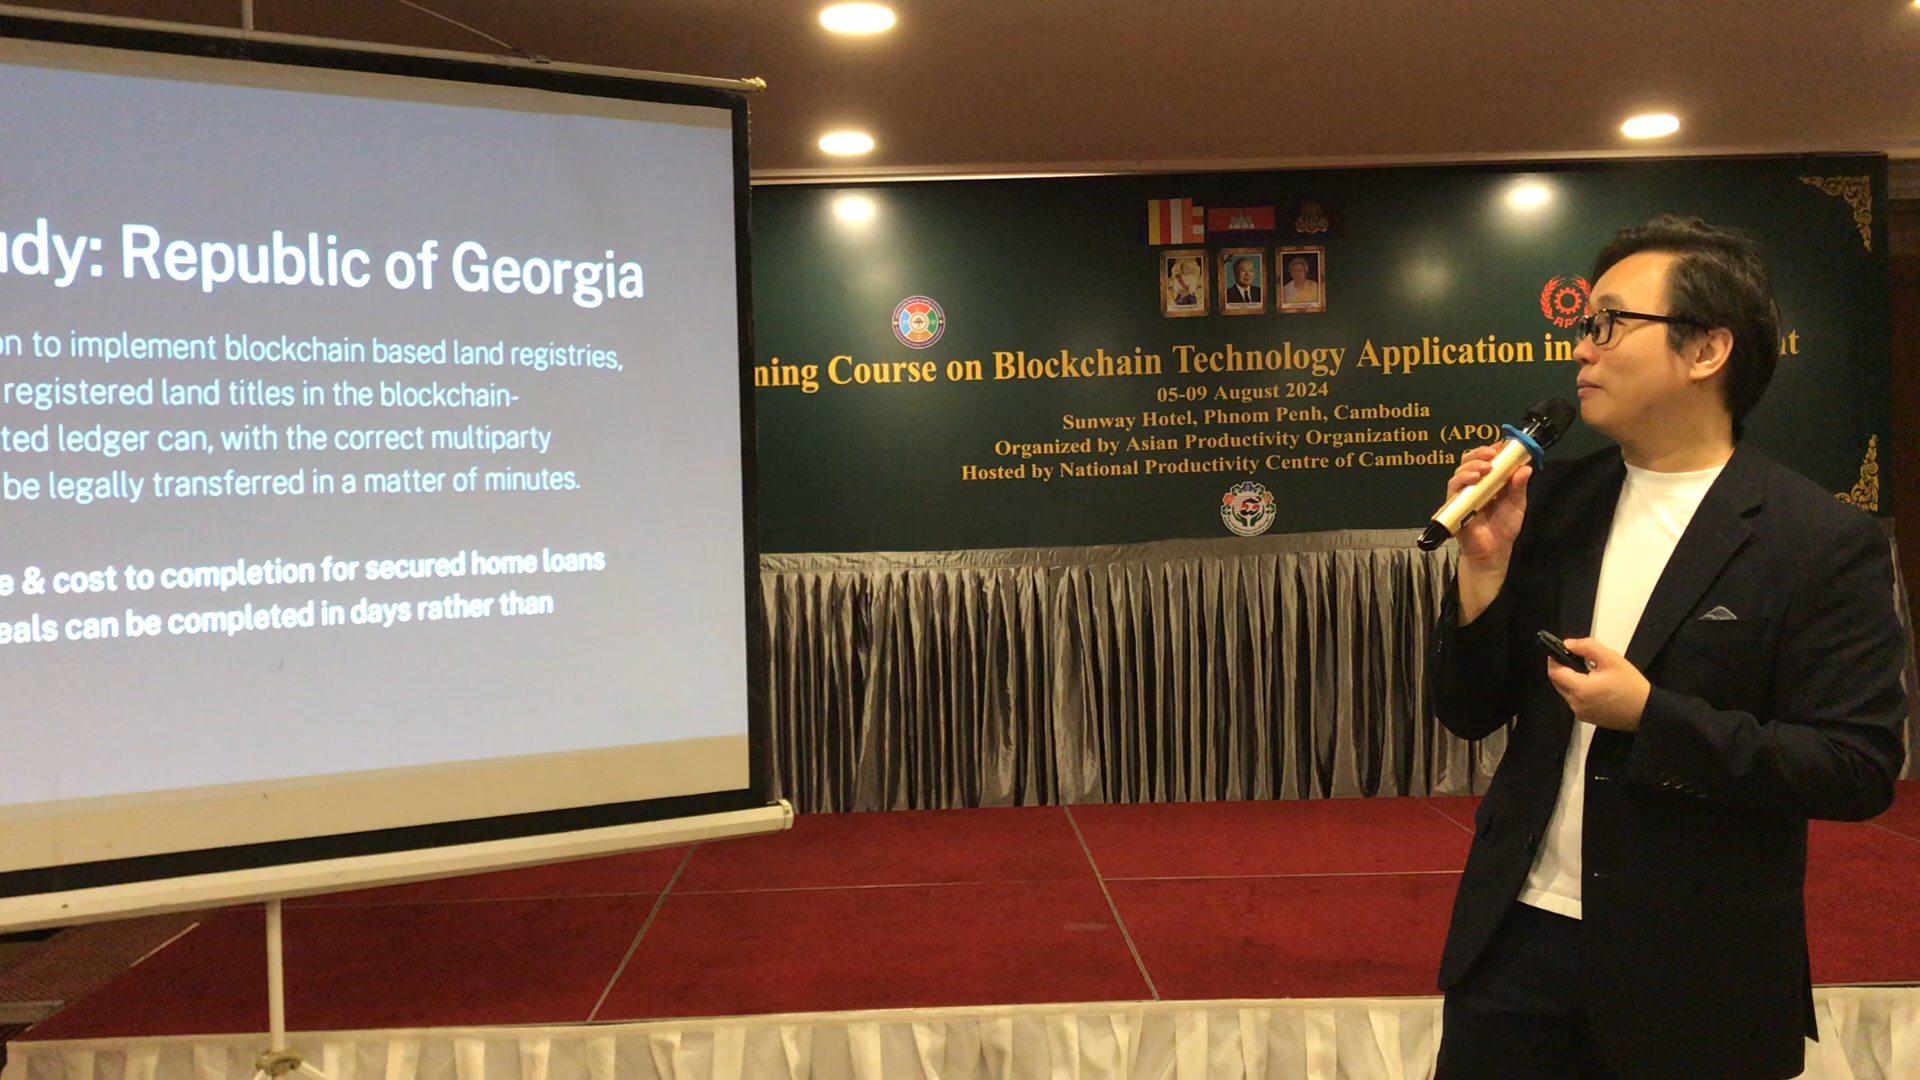 udy: Republic of Georgia
on to implement blockchain based land registries,
registered land titles in the blockchain-
ted ledger can, with the correct multiparty
be legally transferred in a matter of minutes.
e & cost to completion for secured home loans
eals can be completed in days rather than
ning Course on Blockchain Technology Application in
05-09 August 2024
Sunway Hotel, Phnom Penh, Cambodia
Organized by Asian Productivity Organization (APO)
Hosted by National Productivity Centre of Cambodia